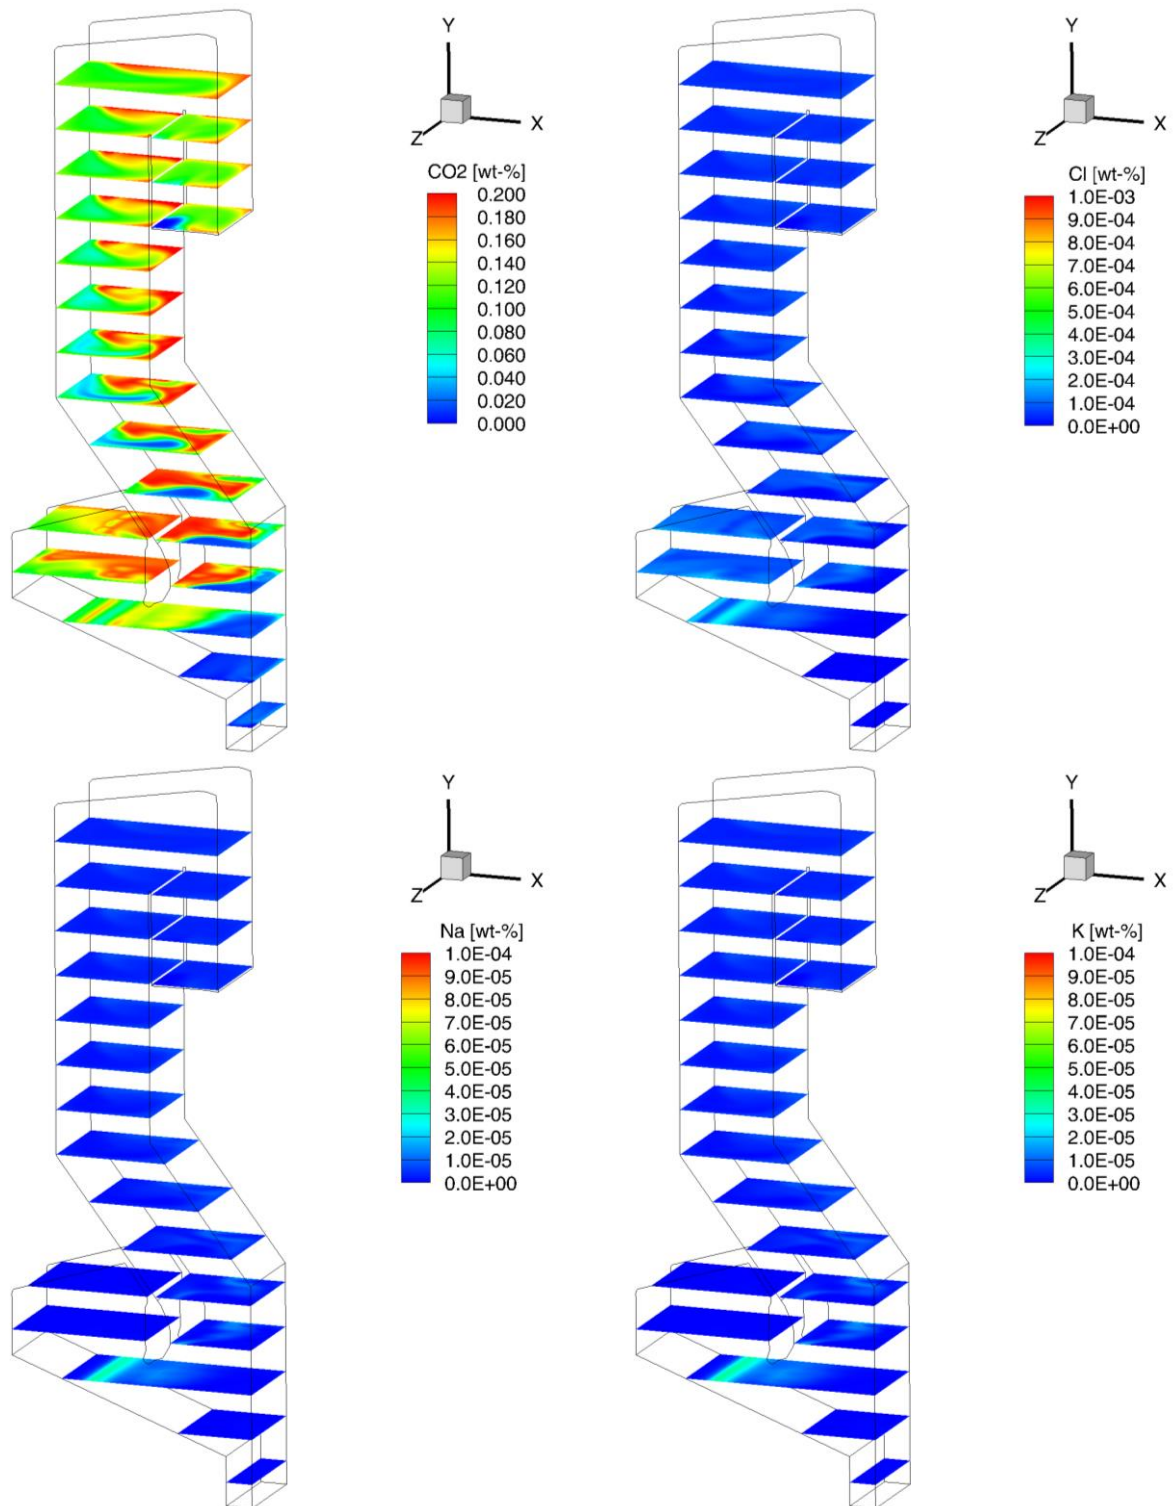 Y
X
Z
CO2 [wt-%]
0.200
0.180
0.160
0.140
0.120
0.100
0.080
0.060
0.040
0.020
0.000
Y
X
Z
Cl [wt-%]
1.0E-03
9.0E-04
8.0E-04
7.0E-04
6.0E-04
5.0E-04
4.0E-04
3.0E-04
2.0E-04
1.0E-04
0.0E+00
Y
X
Z
Na [wt-%]
1.0E-04
9.0E-05
8.0E-05
7.0E-05
6.0E-05
5.0E-05
4.0E-05
3.0E-05
2.0E-05
1.0E-05
0.0E+00
Y
X
Z
K [wt-%]
1.0E-04
9.0E-05
8.0E-05
7.0E-05
6.0E-05
5.0E-05
4.0E-05
3.0E-05
2.0E-05
1.0E-05
0.0E+00